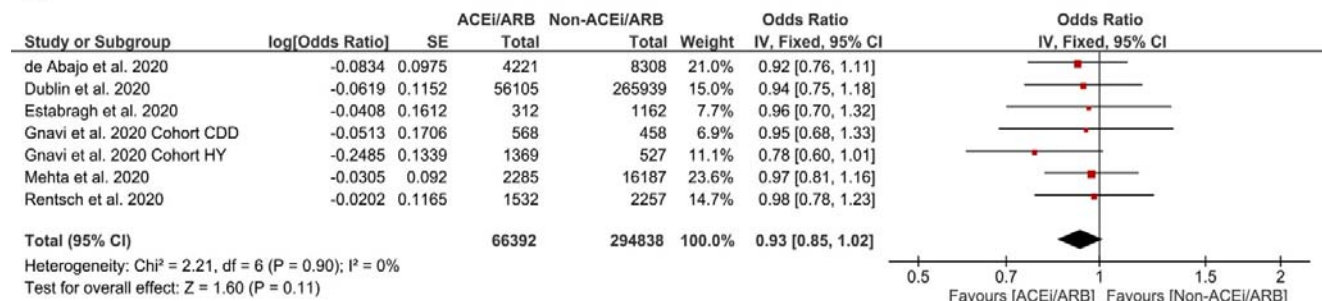 ACEi/ARB Non-ACEi/ARB Odds Ratio Odds Ratio
Study or Subgroup log[Odds Ratio] SE Total Total Weight IV, Fixed, 95% CI IV, Fixed, 95% CI
de Abajo et al. 2020 -0.0834 0.0975 4221 8308 21.0% 0.92 [0.76, 1.11]
Dublin et al. 2020 -0.0619 0.1152 56105 265939 15.0% 0.94 [0.75, 1.18]
Estabragh et al. 2020 -0.0408 0.1612 312 1162 7.7% 0.96 [0.70, 1.32]
Gnavi et al. 2020 Cohort CDD -0.0513 0.1706 568 458 6.9% 0.95 [0.68, 1.33]
Gnavi et al. 2020 Cohort HY -0.2485 0.1339 1369 527 11.1% 0.78 [0.60, 1.01]
Mehta et al. 2020 -0.0305 0.092 2285 16187 23.6% 0.97 [0.81, 1.16]
Rentsch et al. 2020 -0.0202 0.1165 1532 2257 14.7% 0.98 [0.78, 1.23]
Total (95% CI) 66392 294838 100.0% 0.93 [0.85, 1.02]
Heterogeneity: Chi² = 2.21, df = 6 (P = 0.90); I² = 0%
Test for overall effect: Z = 1.60 (P = 0.11)
0.5 0.7 1 1.5 2
Favours [ACEi/ARB] Favours [Non-ACEi/ARB]